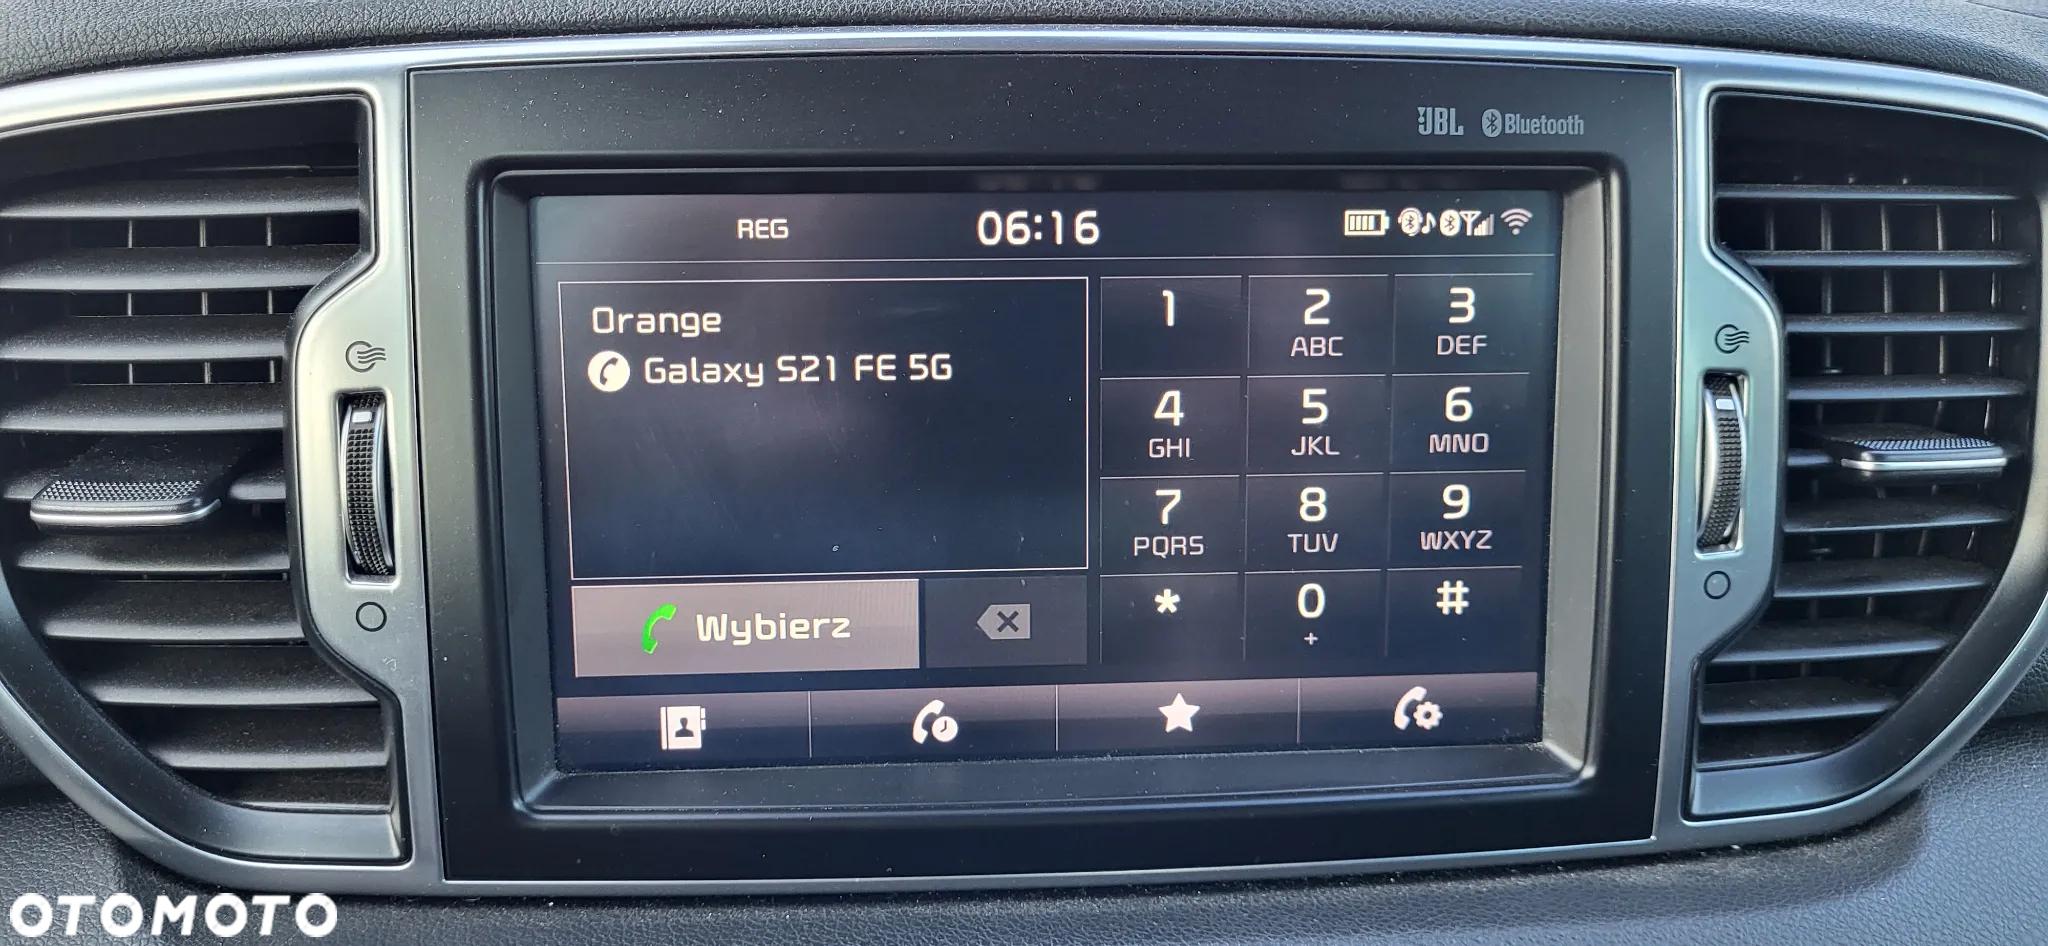 JBL Bluetooth
REG 06:16
Orange
Galaxy S21 FE 5G
1 2 3
ABC DEF
4 5 6
GHI JKL MNO
7 8 9
PQRS TUV WXYZ
* 0 #
+
Wybierz
OTOMOTO